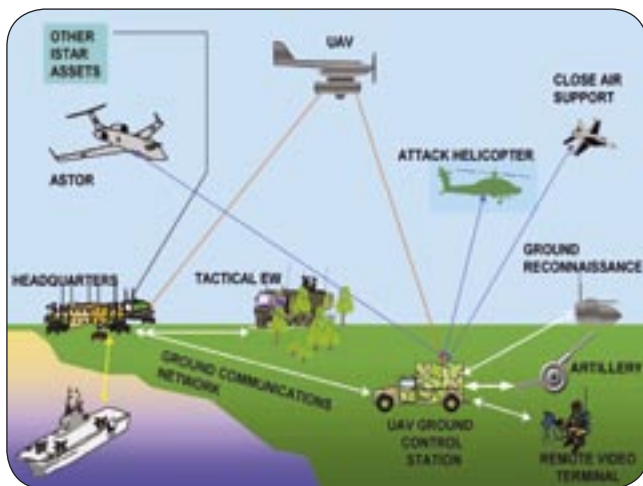 OTHER
ISTAR
ASSETS
UAV
CLOSE AIR
SUPPORT
ASTOR
ATTACK HELICOPTER
GROUND
RECONNAISSANCE
HEADQUARTERS
TACTICAL EW
ARTILLERY
GROUND COMMUNICATIONS
NETWORK
UAV GROUND
CONTROL
STATION
REMOTE VIDEO
TERMINAL